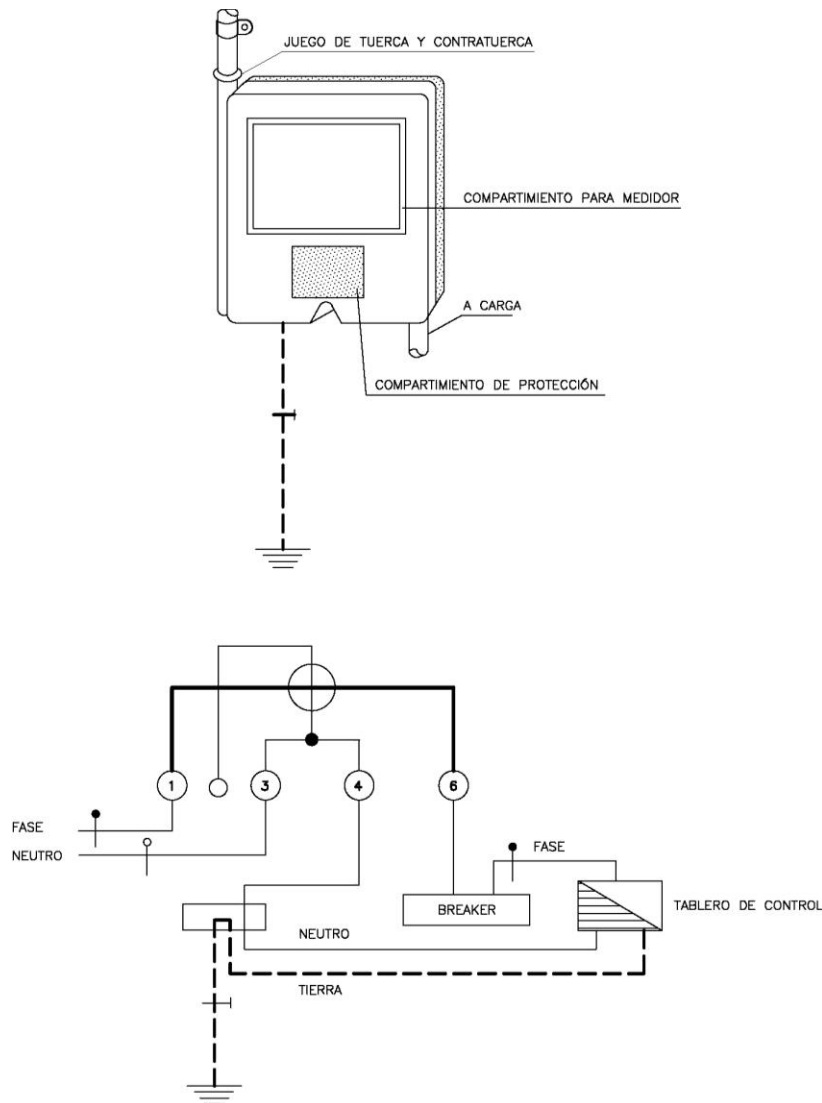 JUEGO DE TUERCA Y CONTRATUERCA
COMPARTIMIENTO PARA MEDIDOR
A CARGA
COMPARTIMIENTO DE PROTECCIÓN
1
3
4
6
FASE
NEUTRO
FASE
BREAKER
TABLERO DE CONTROL
NEUTRO
TIERRA